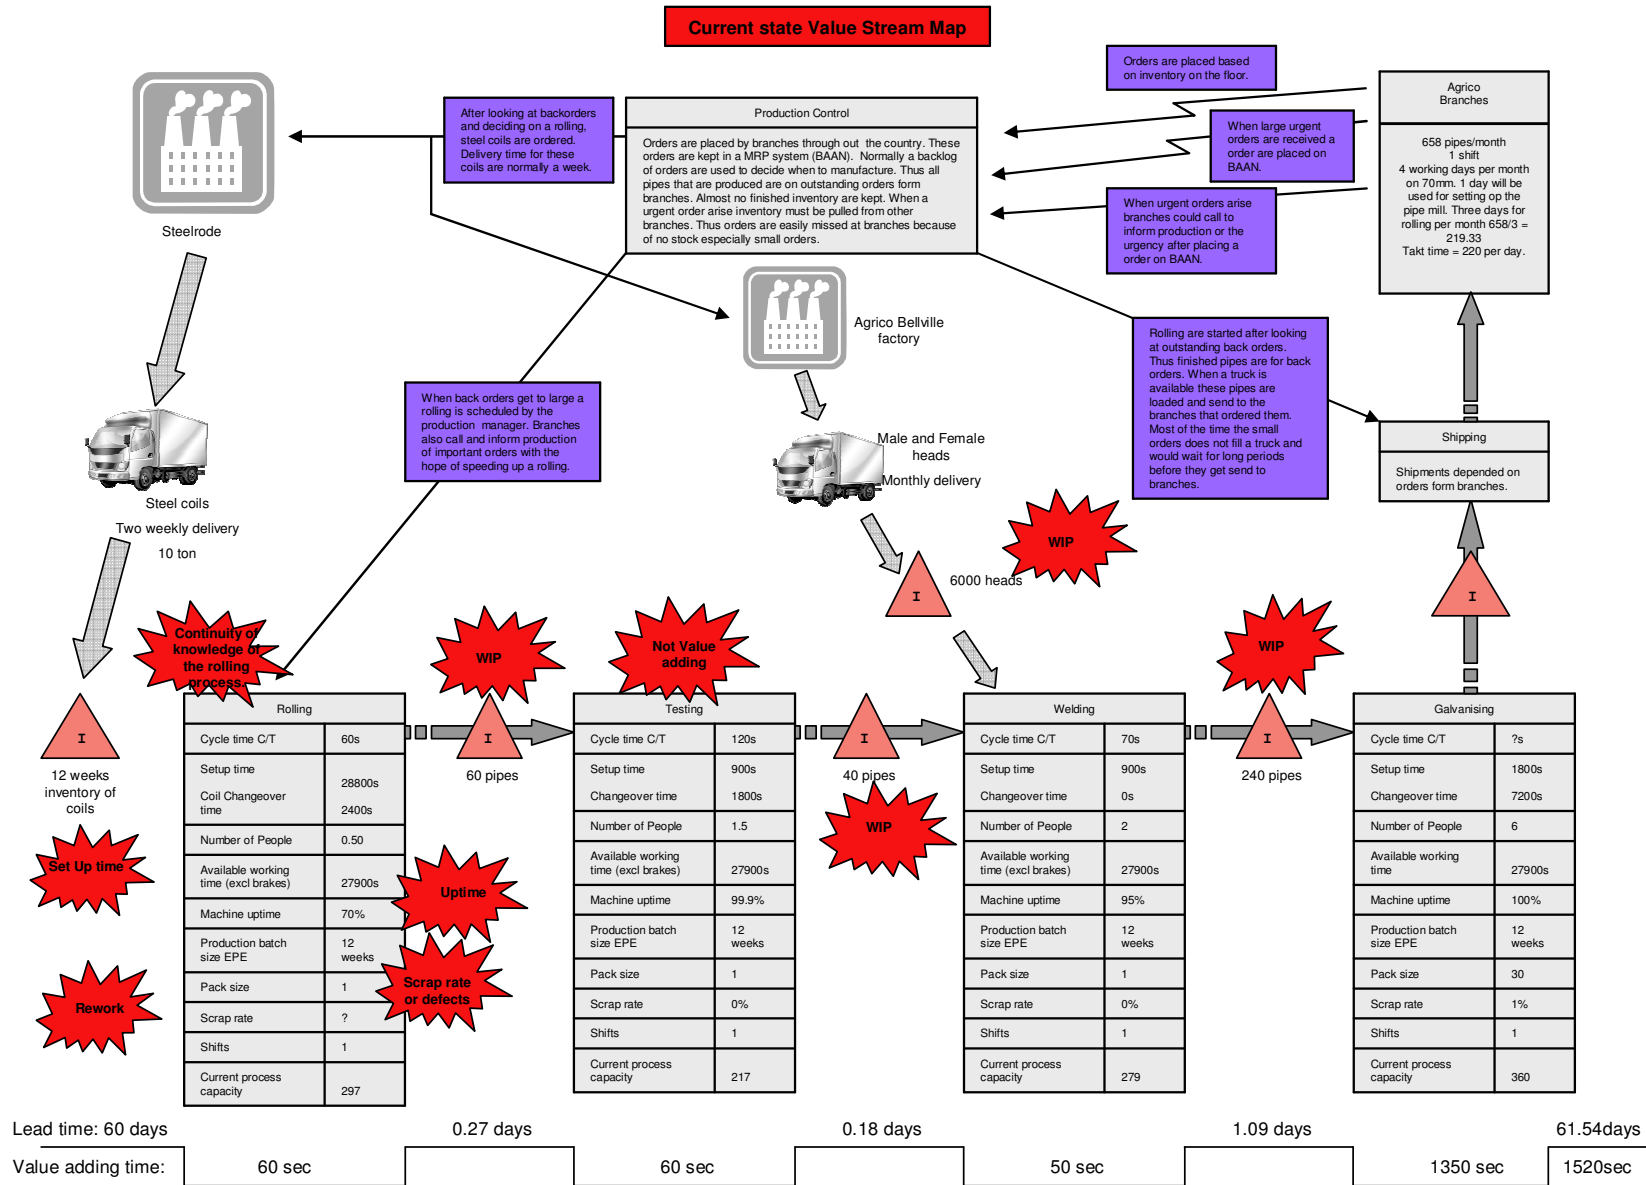 Current state Value Stream Map
Steelrode
After looking at backorders
and deciding on a rolling,
steel coils are ordered.
Delivery time for these
coils are normally a week.
Production Control
Orders are placed by branches through out  the country. These
orders are kept in a MRP system (BAAN).  Normally a backlog
of orders are used to decide when to manufacture. Thus all
pipes that are produced are on outstanding orders form
branches. Almost no finished inventory are kept. When a
urgent order arise inventory must be pulled from other
branches. Thus orders are easily missed at branches because
of no stock especially small orders.
Orders are placed based
on inventory on the floor.
When large urgent
orders are received a
order are placed on
BAAN.
When urgent orders arise
branches could call to
inform production or the
urgency after placing a
order on BAAN.
Agrico
Branches
658 pipes/month
1 shift
4 working days per month
on 70mm. 1 day will be
used for setting op the
pipe mill. Three days for
rolling per month 658/3 =
219.33
Takt time = 220 per day.
Agrico Bellville
factory
Rolling are started after looking
at outstanding back orders.
Thus finished pipes are for back
orders. When a truck is
available these pipes are
loaded and send to the
branches that ordered them.
Most of the time the small
orders does not fill a truck and
would wait for long periods
before they get send to
branches.
When back orders get to large a
rolling is scheduled by the
production  manager. Branches
also call and inform production
of important orders with the
hope of speeding up a rolling.
Shipping
Shipments depended on
orders form branches.
Steel coils
Two weekly delivery
10 ton
Male and Female
heads
Monthly delivery
WIP
I
6000 heads
I
Continuity of
knowledge of
the rolling
process.
WIP
Not Value
adding
WIP
I
12 weeks
inventory of
coils
I
60 pipes
I
40 pipes
I
240 pipes
WIP
Set Up time
Rework
Uptime
Scrap rate
or defects
Rolling
Cycle time C/T 60s
Setup time 28800s
Coil Changeover
time 2400s
Number of People 0.50
Available working
time (excl brakes) 27900s
Machine uptime 70%
Production batch 12
size EPE weeks
Pack size 1
Scrap rate ?
Shifts 1
Current process
capacity 297
Testing
Cycle time C/T 120s
Setup time 900s
Changeover time 1800s
Number of People 1.5
Available working
time (excl brakes) 27900s
Machine uptime 99.9%
Production batch 12
size EPE weeks
Pack size 1
Scrap rate 0%
Shifts 1
Current process
capacity 217
Welding
Cycle time C/T 70s
Setup time 900s
Changeover time 0s
Number of People 2
Available working
time (excl brakes) 27900s
Machine uptime 95%
Production batch 12
size EPE weeks
Pack size 1
Scrap rate 0%
Shifts 1
Current process
capacity 279
Galvanising
Cycle time C/T ?s
Setup time 1800s
Changeover time 7200s
Number of People 6
Available working
time 27900s
Machine uptime 100%
Production batch 12
size EPE weeks
Pack size 30
Scrap rate 1%
Shifts 1
Current process
capacity 360
Lead time: 60 days 0.27 days 0.18 days 1.09 days 61.54days
Value adding time: 60 sec 60 sec 50 sec 1350 sec 1520sec